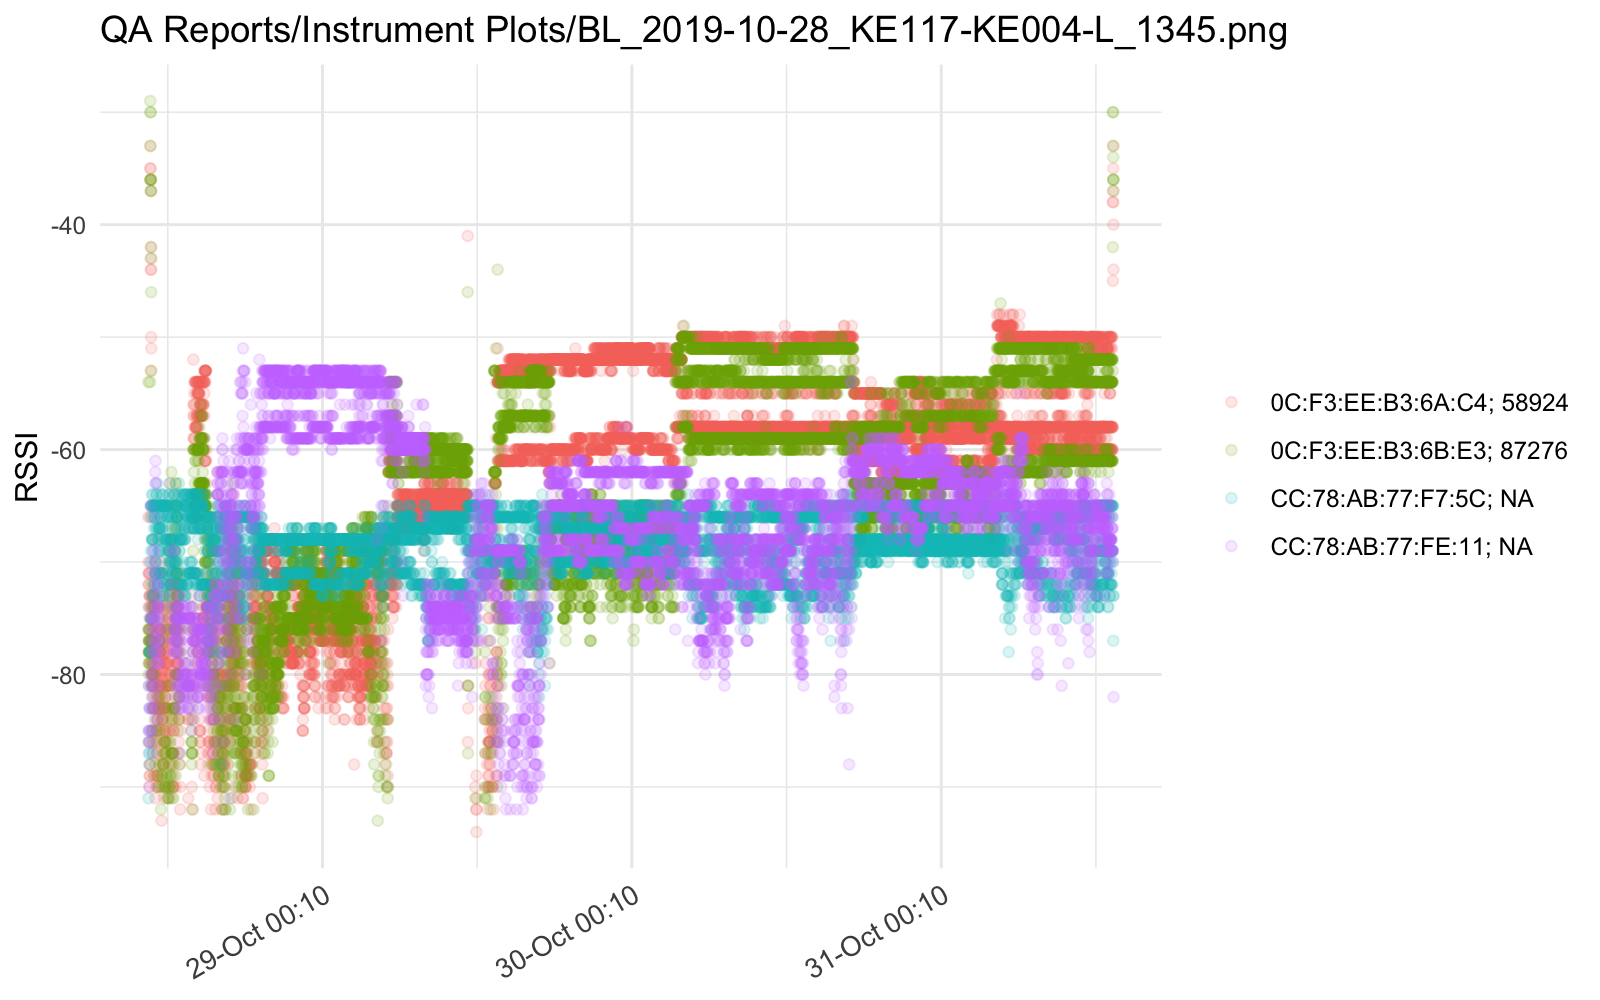 QA Reports/Instrument Plots/BL_2019-10-28_KE117-KE004-L_1345.png
RSSI
-40
-60
-80
29-Oct 00:10
30-Oct 00:10
31-Oct 00:10
0C:F3:EE:B3:6A:C4; 58924
0C:F3:EE:B3:6B:E3; 87276
CC:78:AB:77:F7:5C; NA
CC:78:AB:77:FE:11; NA